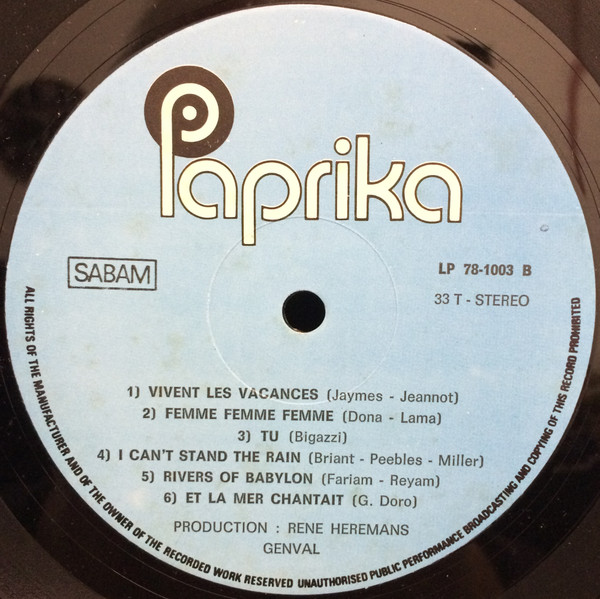 Paprika
SABAM
LP 78-1003 B
33 T - STEREO
1) VIVENT LES VACANCES (Jaymes - Jeannot)
2) FEMME FEMME FEMME (Dona - Lama)
3) TU (Bigazzi)
4) I CAN'T STAND THE RAIN (Briant - Peebles - Miller)
5) RIVERS OF BABYLON (Fariam - Reyam)
6) ET LA MER CHANTAIT (G. Doro)
PRODUCTION : RENE HEREMANS
GENVAL
ALL RIGHTS OF THE MANUFACTURER AND OF THE OWNER OF THE RECORDED WORK RESERVED UNAUTHORISED PUBLIC PERFORMANCE BROADCASTING AND COPYING OF THIS RECORD PROHIBITED